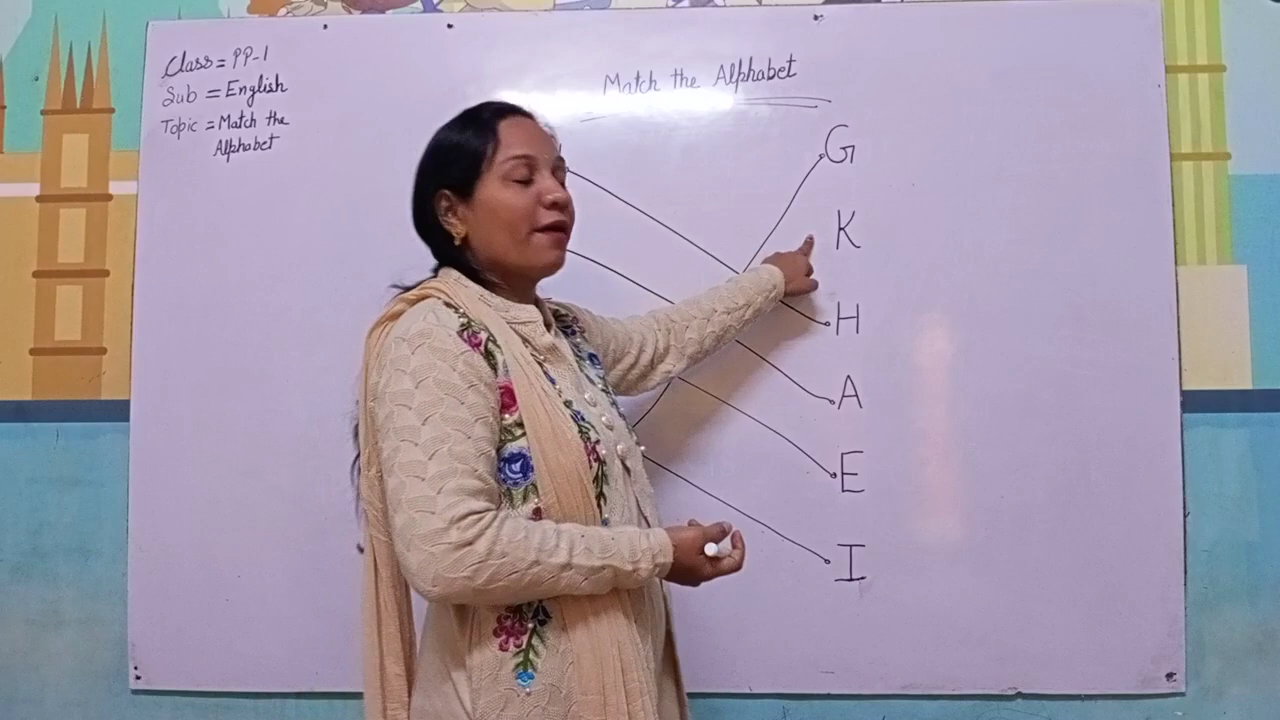 Class = PP-1
Sub = English
Topic = Match the
Alphabet
Match the Alphabet
G
K
H
A
E
I